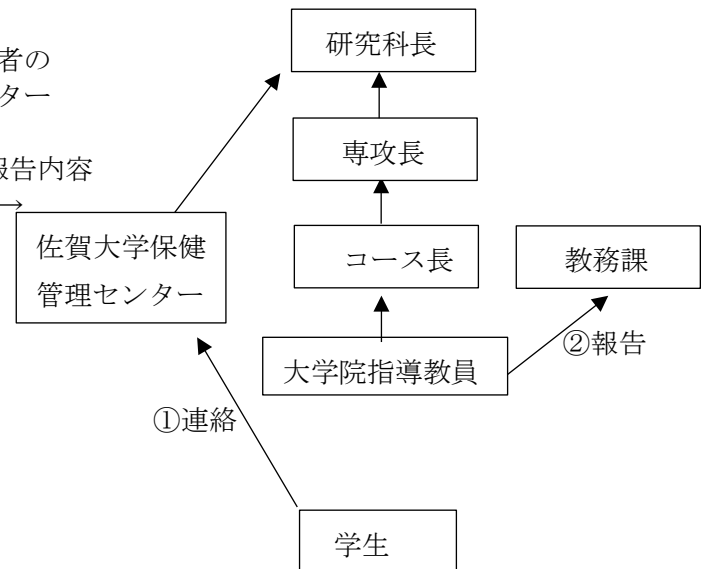 研究科長
者の
ター
専攻長
報告内容
→
佐賀大学保健
管理センター
コース長
教務課
②報告
大学院指導教員
①連絡
学生